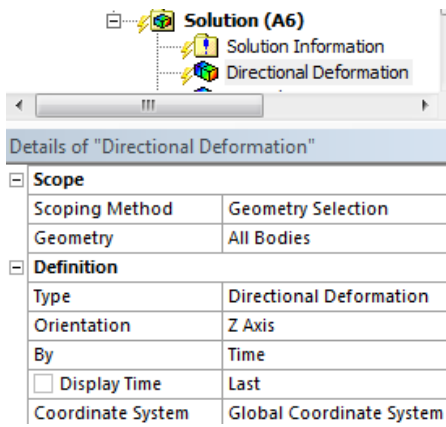 Solution (A6)
Solution Information
Directional Deformation
Details of "Directional Deformation"
Scope
Scoping Method Geometry Selection
Geometry All Bodies
Definition
Type Directional Deformation
Orientation Z Axis
By Time
Display Time Last
Coordinate System Global Coordinate System